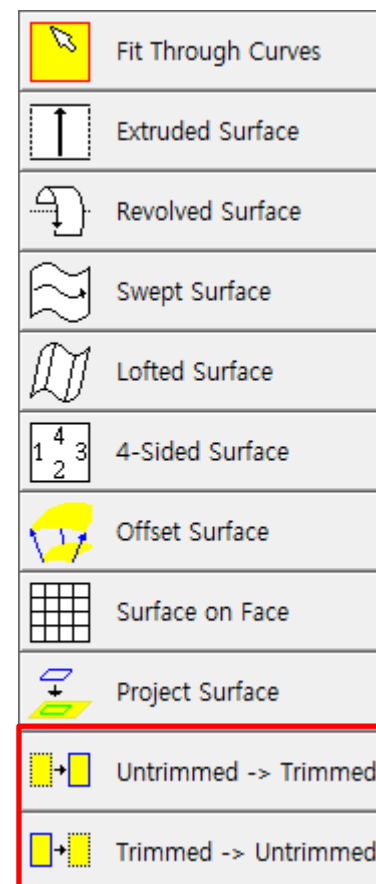 Fit Through Curves
Extruded Surface
Revolved Surface
Swept Surface
Lofted Surface
1 4 3
2
4-Sided Surface
Offset Surface
Surface on Face
Project Surface
Untrimmed -> Trimmed
Trimmed -> Untrimmed